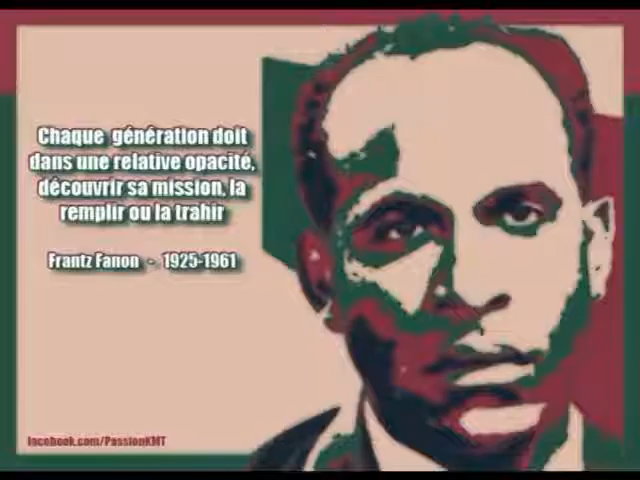 Chaque génération doit
dans une relative opacité,
découvrir sa mission, la
remplir ou la trahir
Frantz Fanon - 1925-1961
facebook.com/PassionKMT